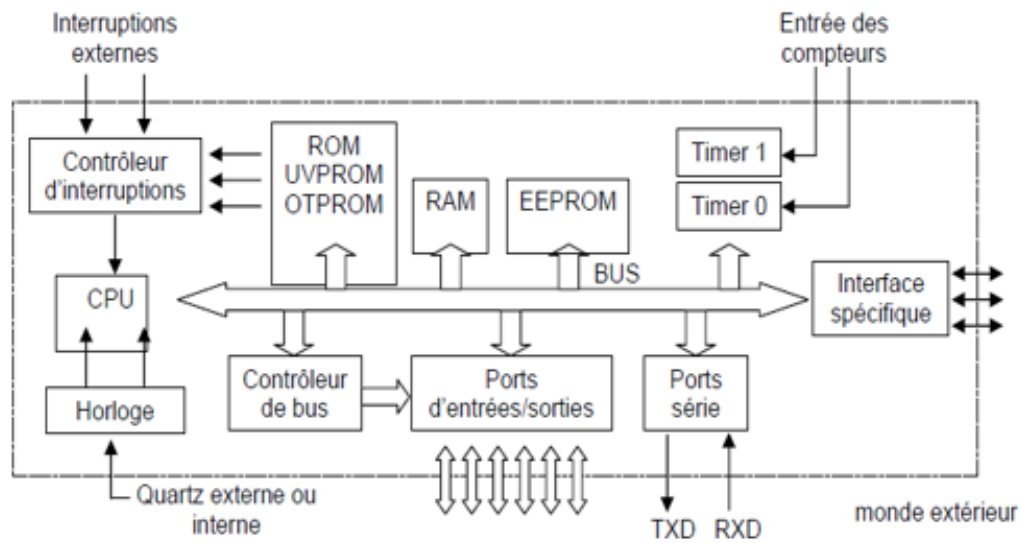 Interruptions
externes
Entrée des
compteurs
Contrôleur
d'interruptions
ROM
UVPROM
OTPROM
RAM
EEPROM
Timer 1
Timer 0
BUS
CPU
Interface
spécifique
Horloge
Contrôleur
de bus
Ports
d'entrées/sorties
Ports
série
Quartz externe ou
interne
TXD RXD
monde extérieur